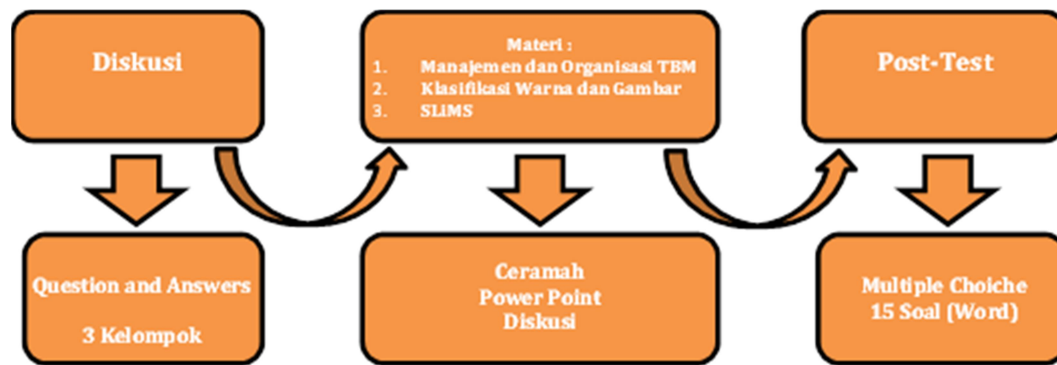 Diskusi
Materi :
1. Manajemen dan Organisasi TBM
2. Klasifikasi Warna dan Gambar
3. SLiMS
Post-Test
Question and Answers
3 Kelompok
Ceramah
Power Point
Diskusi
Multiple Choiche
15 Soal (Word)